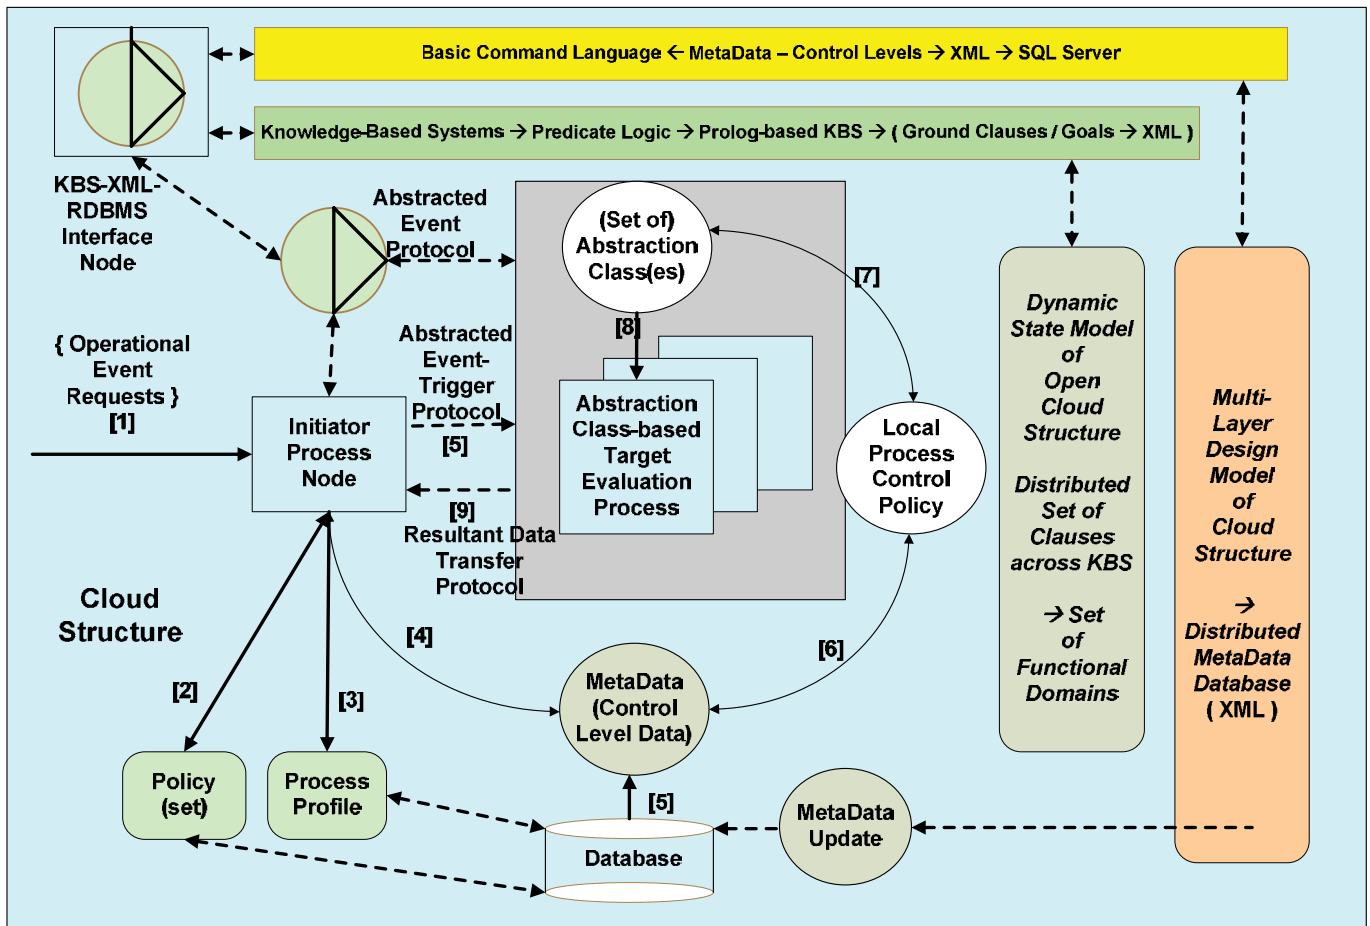 Basic Command Language ← MetaData – Control Levels → XML → SQL Server
Knowledge-Based Systems → Predicate Logic → Prolog-based KBS → ( Ground Clauses / Goals → XML )
KBS-XML-
RDBMS
Interface
Node
Abstracted
Event
Protocol
(Set of)
Abstraction
Class(es)
[7]
[8]
{ Operational
Event
Requests }
[1]
Initiator
Process
Node
Abstracted
Event-
Trigger
Protocol
[5]
[9]
Resultant Data
Transfer
Protocol
Abstraction
Class-based
Target
Evaluation
Process
Local
Process
Control
Policy
Dynamic
State Model
of
Open
Cloud
Structure
Distributed
Set of
Clauses
across KBS
→ Set
of
Functional
Domains
Multi-
Layer
Design
Model
of
Cloud
Structure
→
Distributed
MetaData
Database
( XML )
Cloud
Structure
[2]
[3]
[4]
[6]
MetaData
(Control
Level Data)
Policy
(set)
Process
Profile
[5]
Database
MetaData
Update